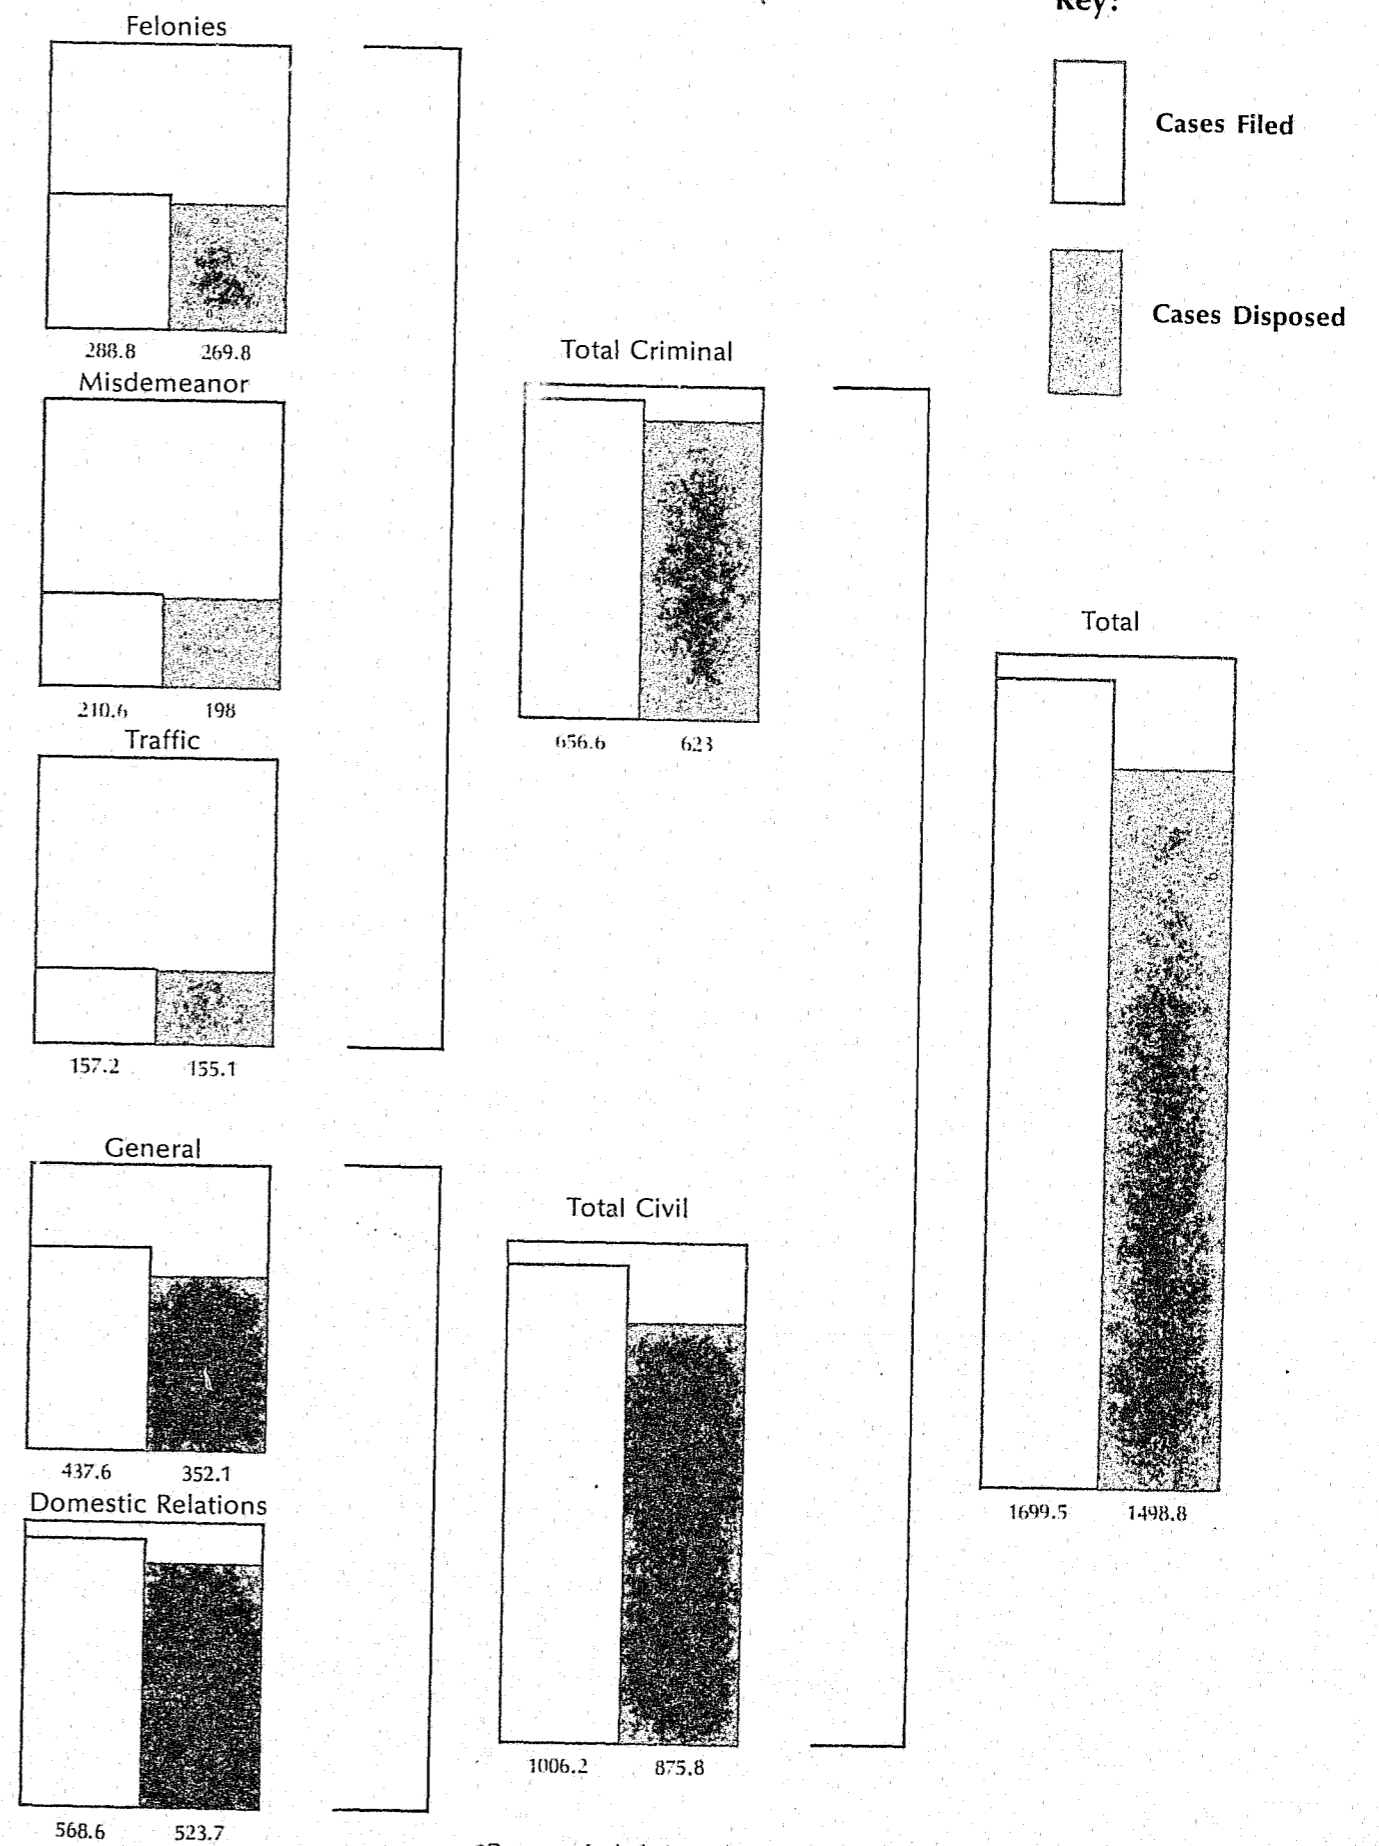 Key:
Cases Filed
Cases Disposed
Felonies
288.8 269.8
Misdemeanor
210.6 198
Traffic
157.2 155.1
Total Criminal
656.6 623
General
437.6 352.1
Domestic Relations
568.6 523.7
Total Civil
1006.2 875.8
Total
1699.5 1498.8